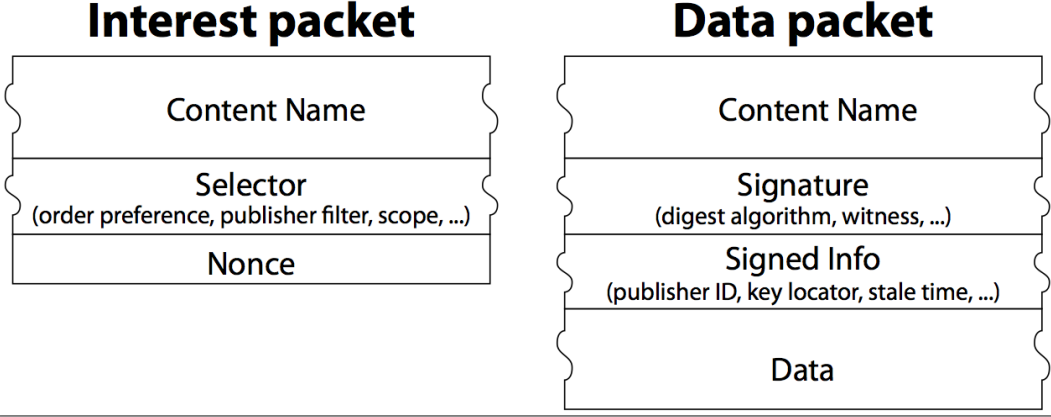 Interest packet
Content Name
Selector
(order preference, publisher filter, scope, ...)
Nonce
Data packet
Content Name
Signature
(digest algorithm, witness, ...)
Signed Info
(publisher ID, key locator, stale time, ...)
Data